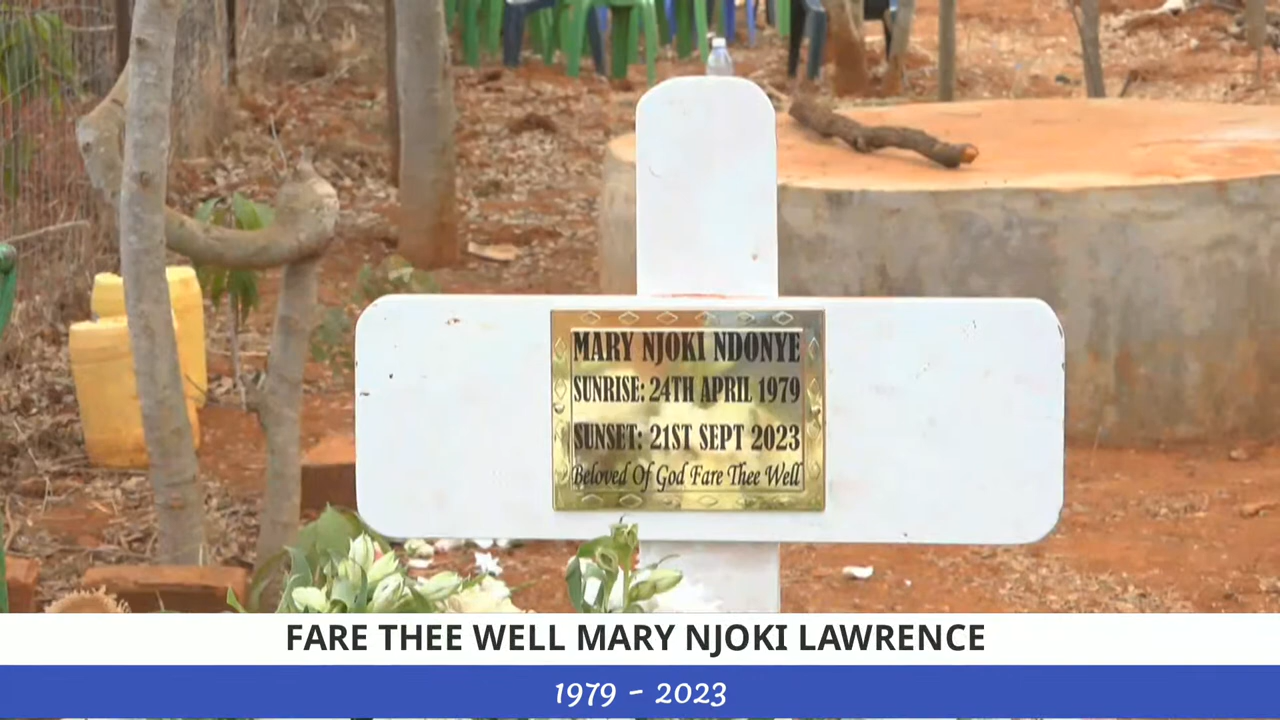 MARY NJOKI NDONYE
SUNRISE: 24TH APRIL 1979
SUNSET: 21ST SEPT 2023
Beloved Of God Fare Thee Well
FARE THEE WELL MARY NJOKI LAWRENCE
1979 - 2023